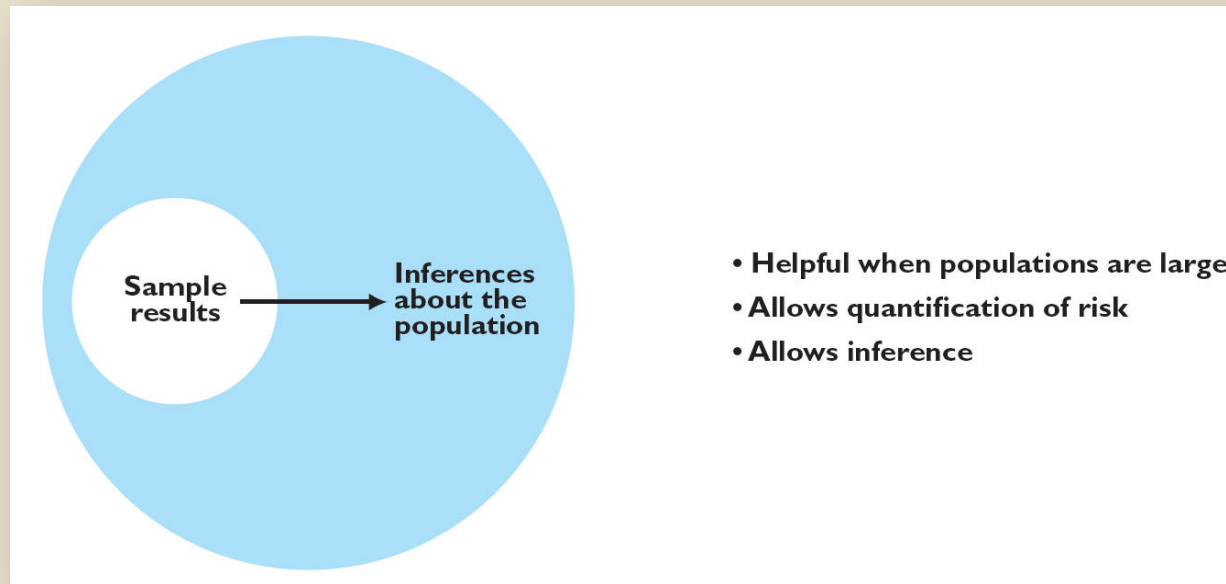 Sample
results
Inferences
about the
population
• Helpful when populations are large
• Allows quantification of risk
• Allows inference